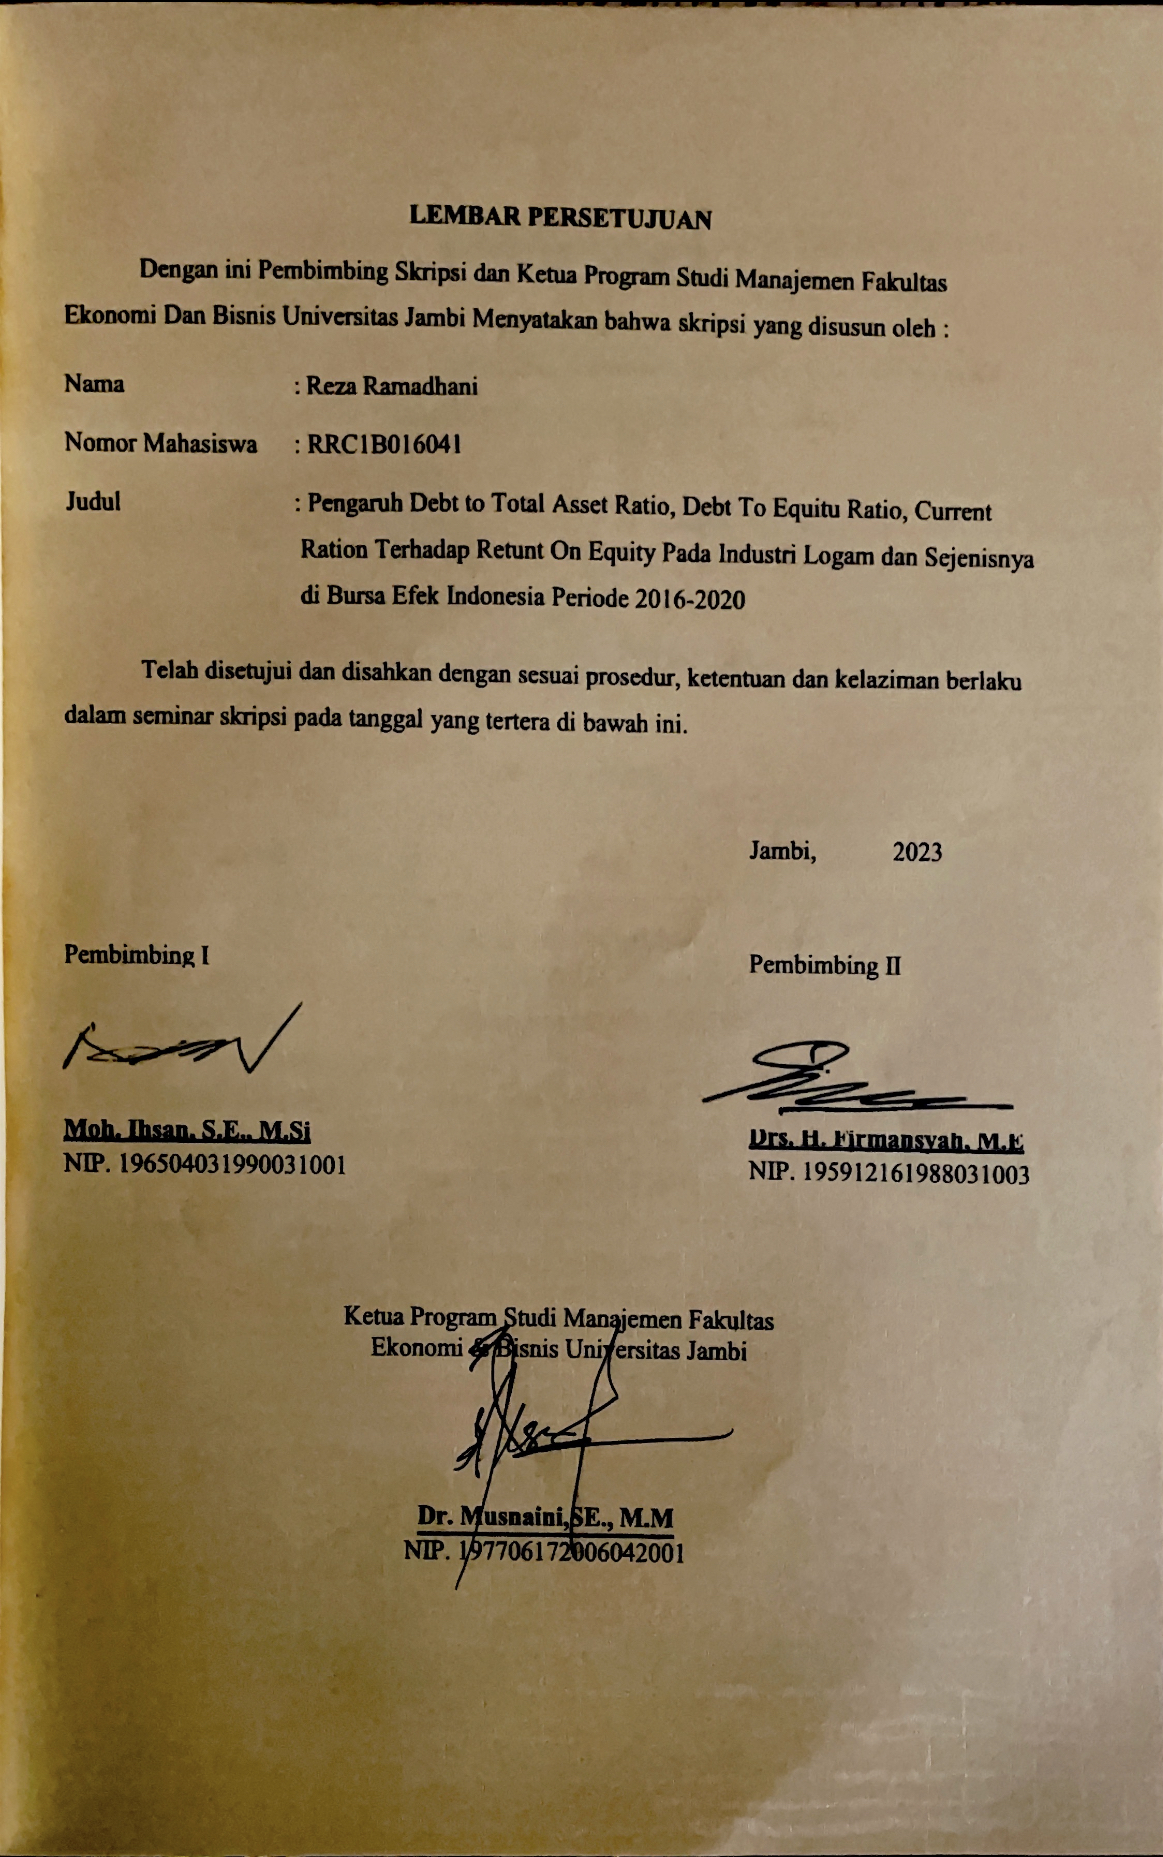 LEMBAR PERSETUJUAN
Dengan ini Pembimbing Skripsi dan Ketua Program Studi Manajemen Fakultas
Ekonomi Dan Bisnis Universitas Jambi Menyatakan bahwa skripsi yang disusun oleh :
Nama : Reza Ramadhani
Nomor Mahasiswa : RRC1B016041
Judul : Pengaruh Debt to Total Asset Ratio, Debt To Equitu Ratio, Current
Ration Terhadap Retunt On Equity Pada Industri Logam dan Sejenisnya
di Bursa Efek Indonesia Periode 2016-2020
Telah disetujui dan disahkan dengan sesuai prosedur, ketentuan dan kelaziman berlaku
dalam seminar skripsi pada tanggal yang tertera di bawah ini.
Jambi, 2023
Pembimbing I
Pembimbing II
Moh. Ihsan, S.E., M.Si
NIP. 196504031990031001
Drs. H. Firmansyah, M.E
NIP. 195912161988031003
Ketua Program Studi Manajemen Fakultas
Ekonomi & Bisnis Universitas Jambi
Dr. Musnaini,SE., M.M
NIP. 197706172006042001